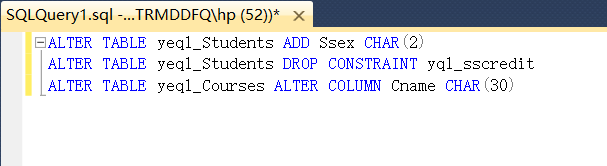 SQLQuery1.sql -...TRMDDFQ\hp (52))*
ALTER TABLE yeql_Students ADD Ssex CHAR(2)
ALTER TABLE yeql_Students DROP CONSTRAINT yql_sscredit
ALTER TABLE yeql_Courses ALTER COLUMN Cname CHAR(30)